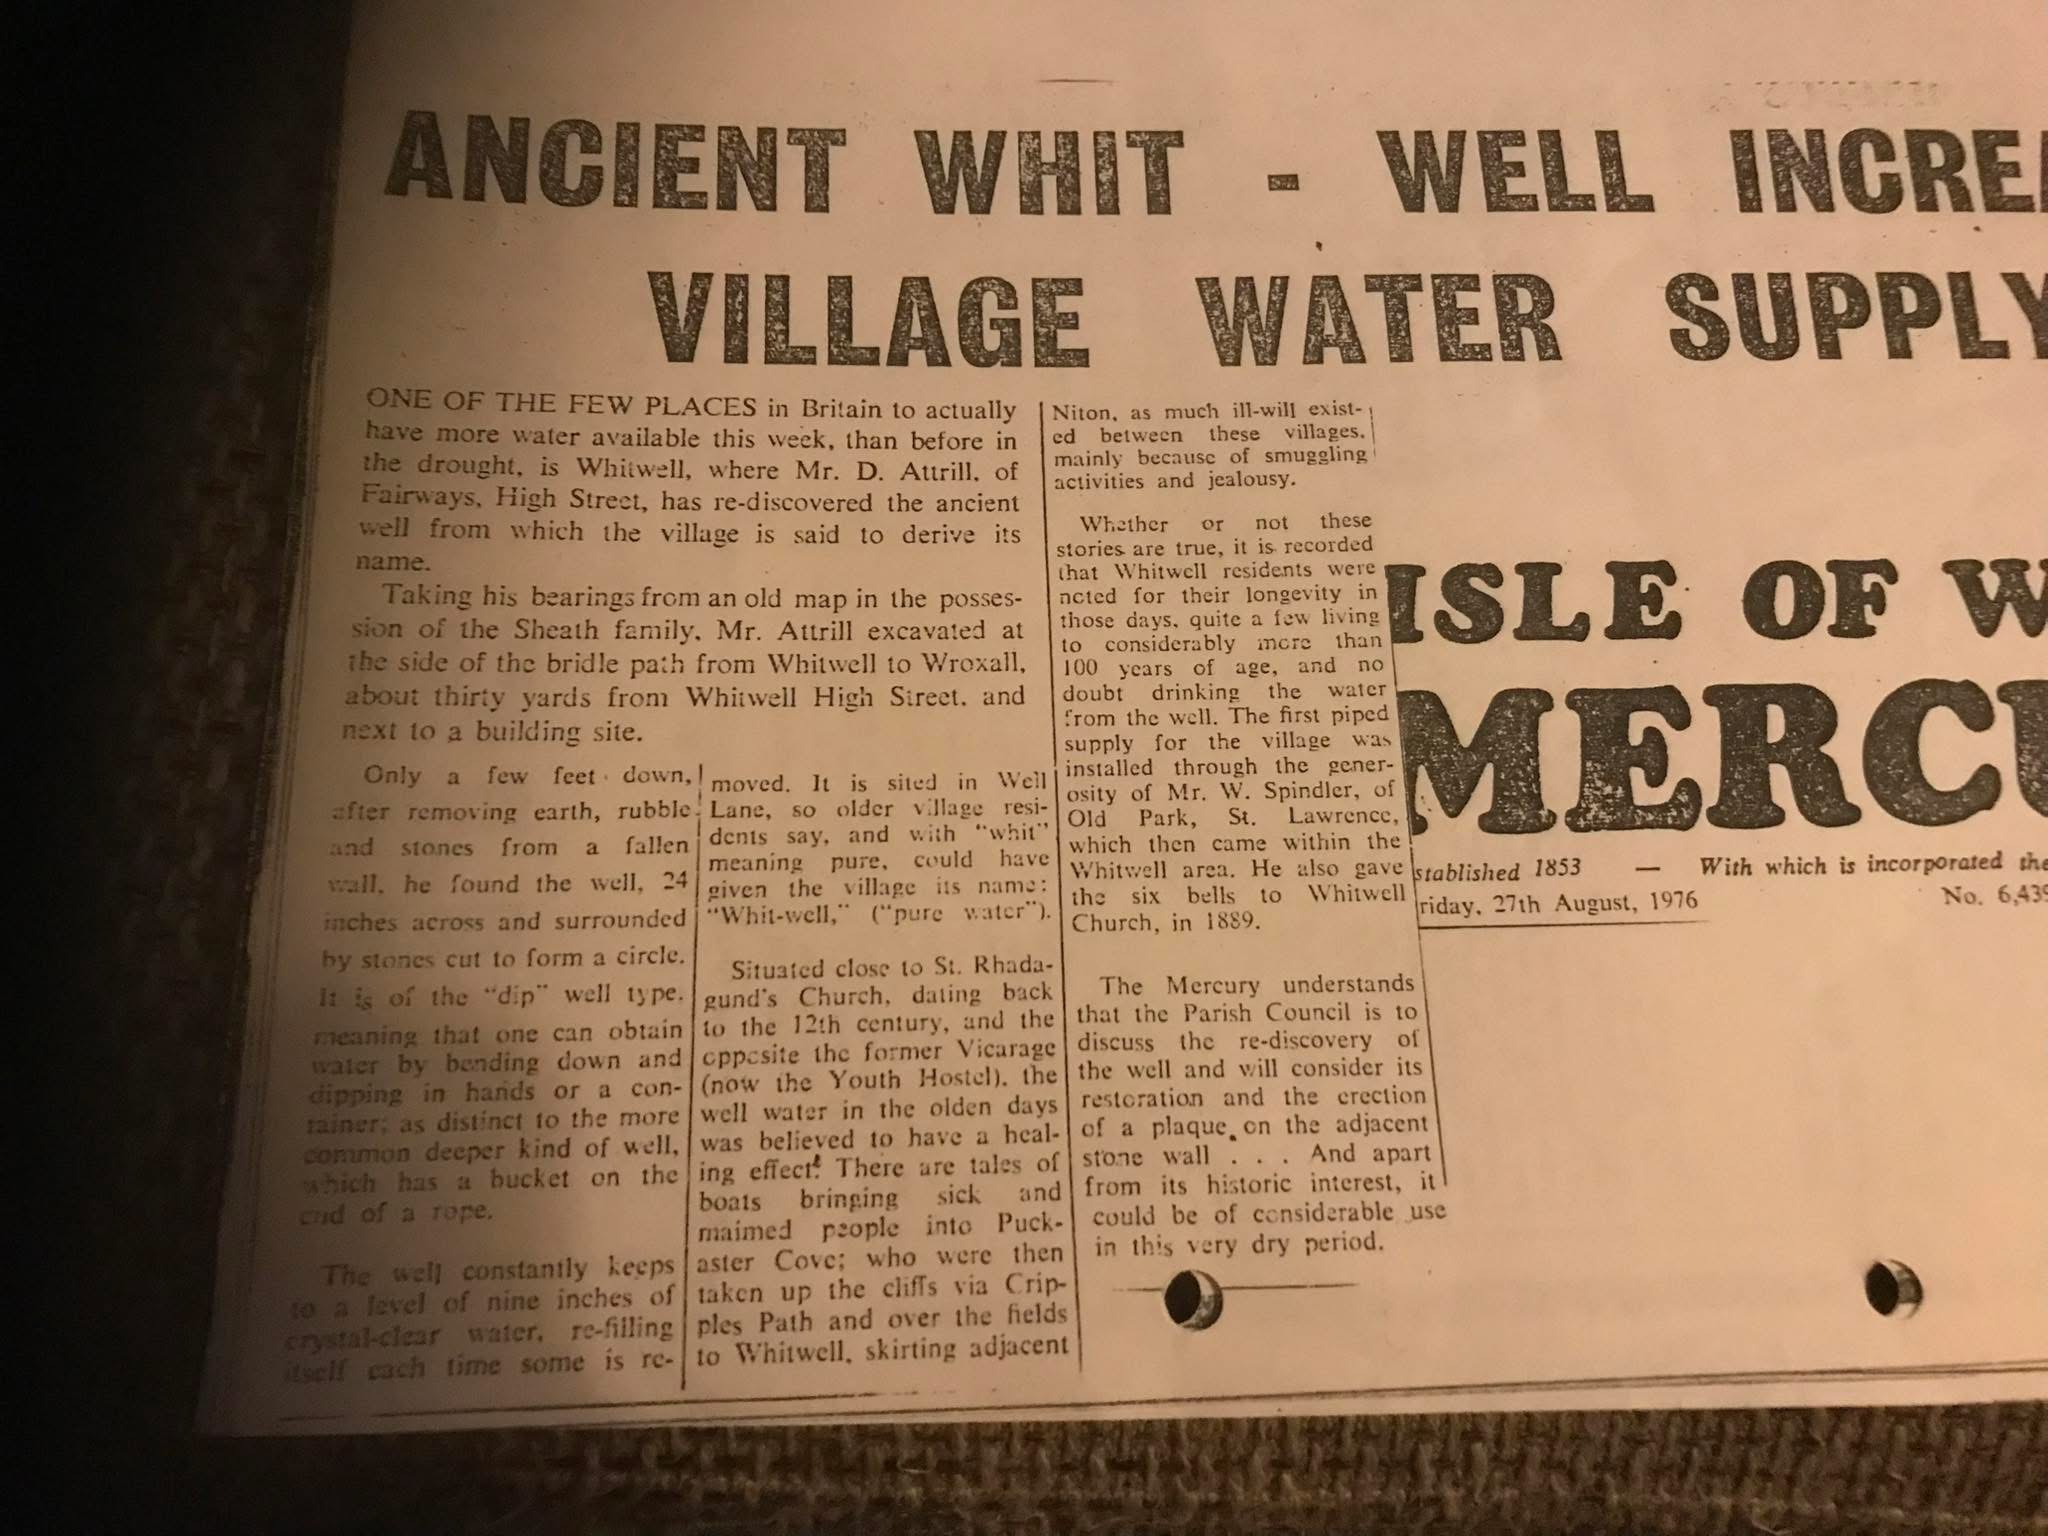 ANCIENT WHIT - WELL INCREA
VILLAGE WATER SUPPLY
ONE OF THE FEW PLACES in Britain to actually
have more water available this week, than before in
the drought, is Whitwell, where Mr. D. Attrill, of
Fairways, High Street, has re-discovered the ancient
well from which the village is said to derive its
name.
Taking his bearings from an old map in the posses-
sion of the Sheath family, Mr. Attrill excavated at
the side of the bridle path from Whitwell to Wroxall,
about thirty yards from Whitwell High Street, and
next to a building site.
Only a few feet down,
after removing earth, rubble
and stones from a fallen
wall, he found the well, 24
inches across and surrounded
by stones cut to form a circle.
It is of the "dip" well type,
meaning that one can obtain
water by bending down and
dipping in hands or a con-
tainer; as distinct to the more
common deeper kind of well,
which has a bucket on the
end of a rope.
The well constantly keeps
to a level of nine inches of
crystal-clear water, re-filling
itself each time some is re-
moved. It is sited in Well
Lane, so older village resi-
dents say, and with "whit"
meaning pure, could have
given the village its name:
"Whit-well," ("pure water").
Situated close to St. Rhada-
gund's Church, dating back
to the 12th century, and the
opposite the former Vicarage
(now the Youth Hostel), the
well water in the olden days
was believed to have a heal-
ing effect! There are tales of
boats bringing sick and
maimed people into Puck-
aster Cove; who were then
taken up the cliffs via Crip-
ples Path and over the fields
to Whitwell, skirting adjacent
Niton, as much ill-will exist-
ed between these villages,
mainly because of smuggling
activities and jealousy.
Whether or not these
stories are true, it is recorded
that Whitwell residents were
noted for their longevity in
those days, quite a few living
to considerably more than
100 years of age, and no
doubt drinking the water
from the well. The first piped
supply for the village was
installed through the gener-
osity of Mr. W. Spindler, of
Old Park, St. Lawrence,
which then came within the
Whitwell area. He also gave
the six bells to Whitwell
Church, in 1889.
The Mercury understands
that the Parish Council is to
discuss the re-discovery of
the well and will consider its
restoration and the erection
of a plaque on the adjacent
stone wall . . . And apart
from its historic interest, it
could be of considerable use
in this very dry period.
ISLE OF W
MERCU
stablished 1853 — With which is incorporated the
riday, 27th August, 1976 No. 6,439